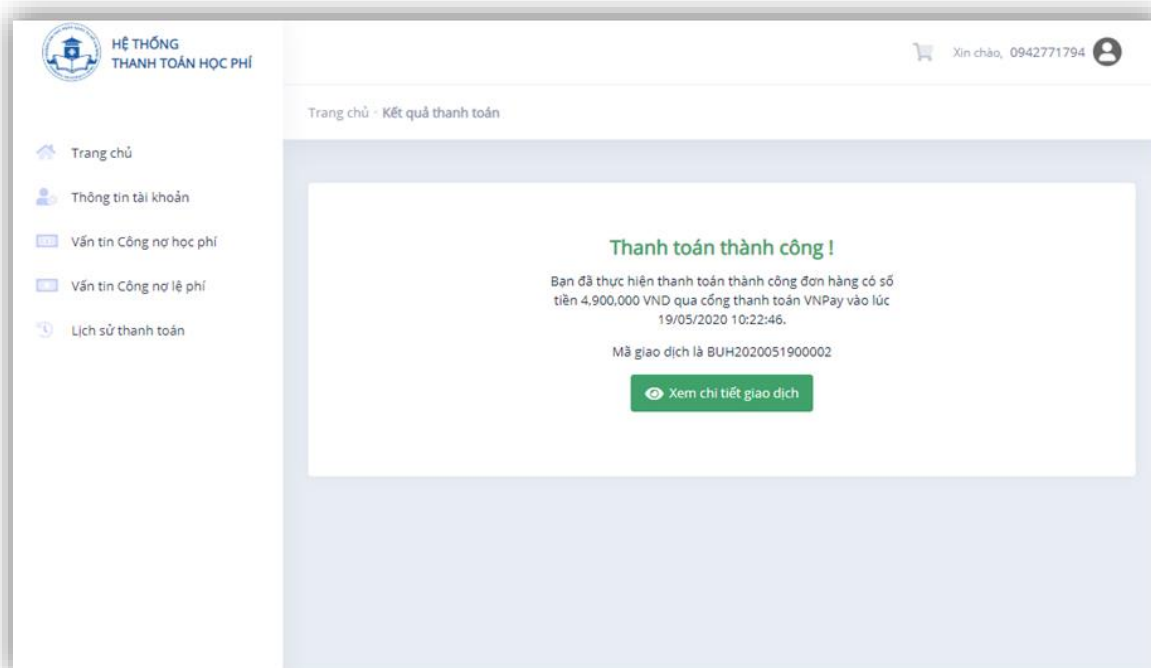 HỆ THỐNG
THANH TOÁN HỌC PHÍ
Xin chào, 0942771794
Trang chủ - Kết quả thanh toán
Trang chủ
Thông tin tài khoản
Vấn tin Công nợ học phí
Vấn tin Công nợ lệ phí
Lịch sử thanh toán
Thanh toán thành công !
Bạn đã thực hiện thanh toán thành công đơn hàng có số
tiền 4,900,000 VND qua cổng thanh toán VNPay vào lúc
19/05/2020 10:22:46.
Mã giao dịch là BUH2020051900002
Xem chi tiết giao dịch